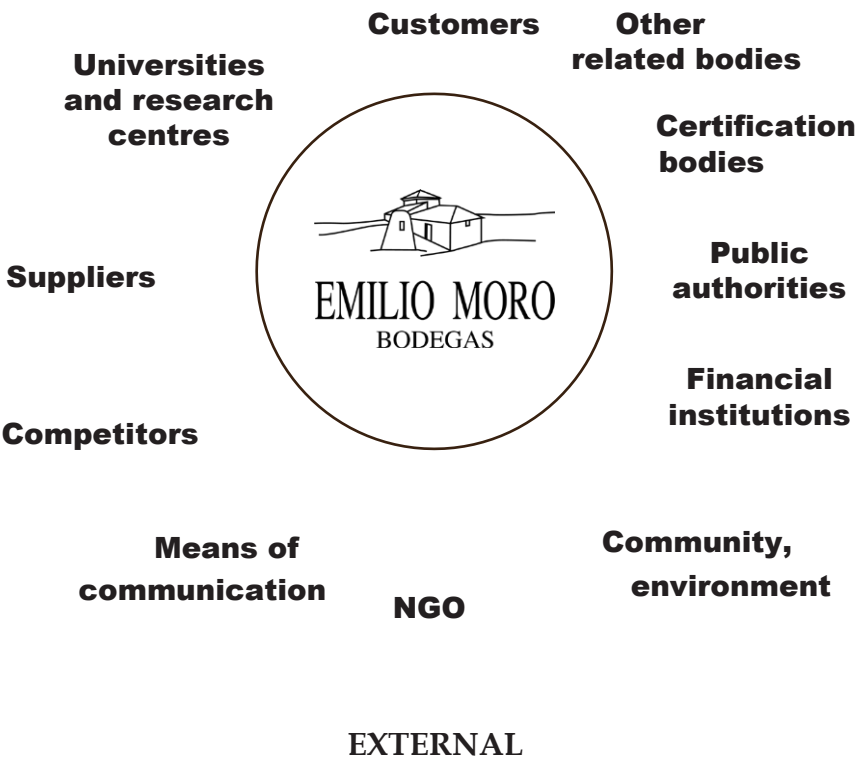 Customers
Other
related bodies
Universities
and research
centres
Certification
bodies
Suppliers
Public
authorities
EMILIO MORO
BODEGAS
Financial
institutions
Competitors
Means of
communication
NGO
Community,
environment
EXTERNAL